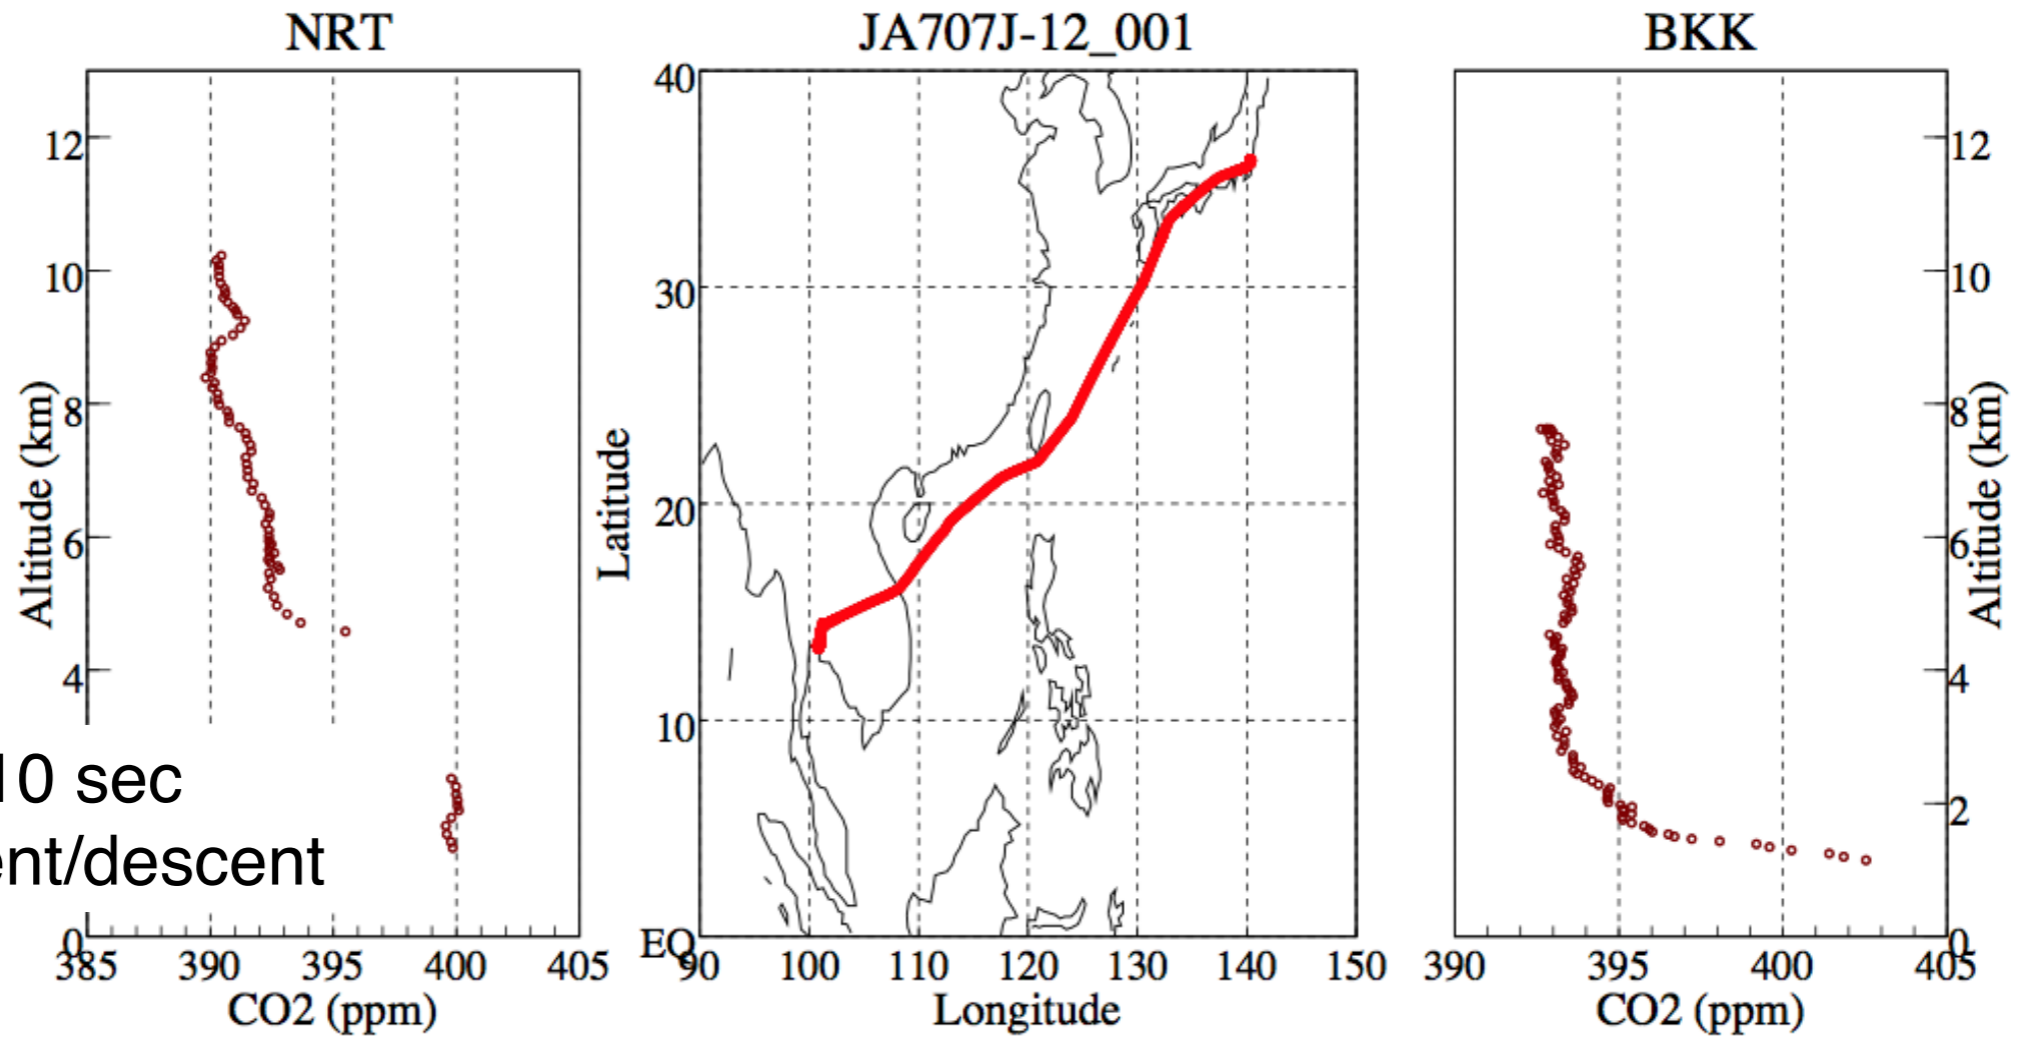 NRT
JA707J-12_001
BKK
12
10
8
6
4
0
Altitude (km)
10 sec
ent/descent
385 390 395 400 405
CO2 (ppm)
40
30
20
10
EQ
Latitude
90 100 110 120 130 140 150
Longitude
12
10
8
6
4
2
0
Altitude (km)
390 395 400 405
CO2 (ppm)